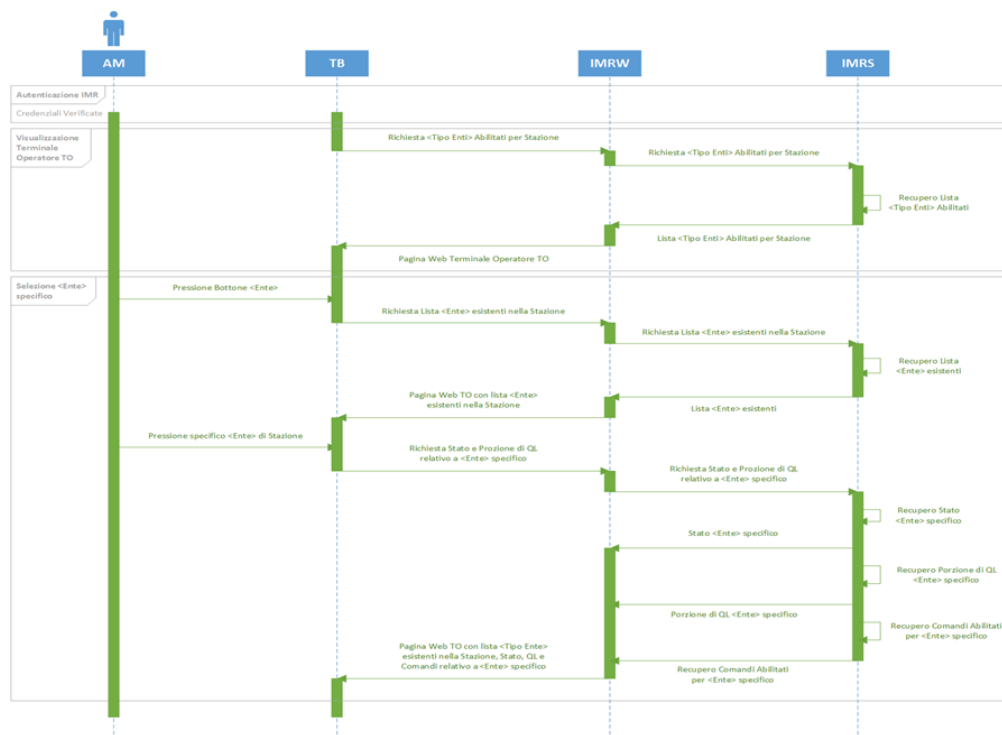 AM
TB
IMRW
IMRS
Autenticazione IMR
Credenziali Verificate
Visualizzazione
Terminale
Operatore TO
Richiesta <Tipo Enti> Abilitati per Stazione
Richiesta <Tipo Enti> Abilitati per Stazione
Recupero Lista
<Tipo Enti> Abilitati
Lista <Tipo Enti> Abilitati per Stazione
Pagina Web Terminale Operatore TO
Selezione <Ente>
specifico
Pressione Bottone <Ente>
Richiesta Lista <Ente> esistenti nella Stazione
Richiesta Lista <Ente> esistenti nella Stazione
Recupero Lista
<Ente> esistenti
Pagina Web TO con lista <Ente>
esistenti nella Stazione
Lista <Ente> esistenti
Pressione specifico <Ente> di Stazione
Richiesta Stato e Prozione di QL
relativo a <Ente> specifico
Richiesta Stato e Prozione di QL
relativo a <Ente> specifico
Recupero Stato
<Ente> specifico
Stato <Ente> specifico
Recupero Porzione di QL
<Ente> specifico
Porzione di QL <Ente> specifico
Recupero Comandi Abilitati
per <Ente> specifico
Pagina Web TO con lista <Tipo Ente>
esistenti nella Stazione, Stato, QL e
Comandi relativo a <Ente> specifico
Recupero Comandi Abilitati
per <Ente> specifico